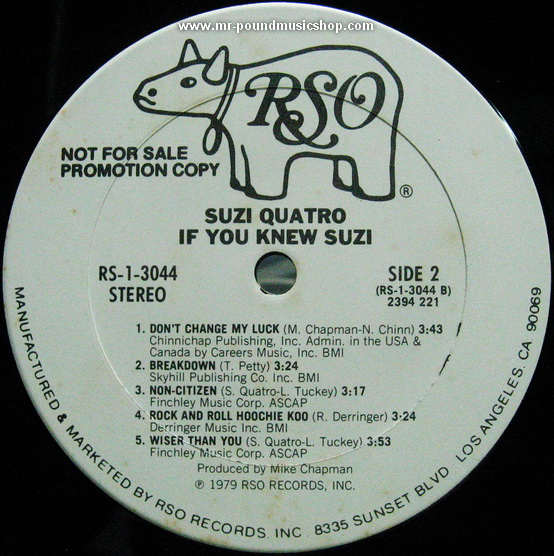 www.mr-poundmusicshop.com
RSO
®
NOT FOR SALE
PROMOTION COPY
SUZI QUATRO
IF YOU KNEW SUZI
RS-1-3044
STEREO
SIDE 2
(RS-1-3044 B)
2394 221
1. DON'T CHANGE MY LUCK (M. Chapman-N. Chinn) 3:43
Chinnichap Publishing, Inc. Admin. in the USA &
Canada by Careers Music, Inc. BMI
2. BREAKDOWN (T. Petty) 3:24
Skyhill Publishing Co. Inc. BMI
3. NON-CITIZEN (S. Quatro-L. Tuckey) 3:17
Finchley Music Corp. ASCAP
4. ROCK AND ROLL HOOCHIE KOO (R. Derringer) 3:24
Derringer Music Inc. BMI
5. WISER THAN YOU (S. Quatro-L. Tuckey) 3:53
Finchley Music Corp. ASCAP
Produced by Mike Chapman
℗ 1979 RSO RECORDS, INC.
MANUFACTURED & MARKETED BY RSO RECORDS, INC. 8335 SUNSET BLVD. LOS ANGELES, CA. 90069